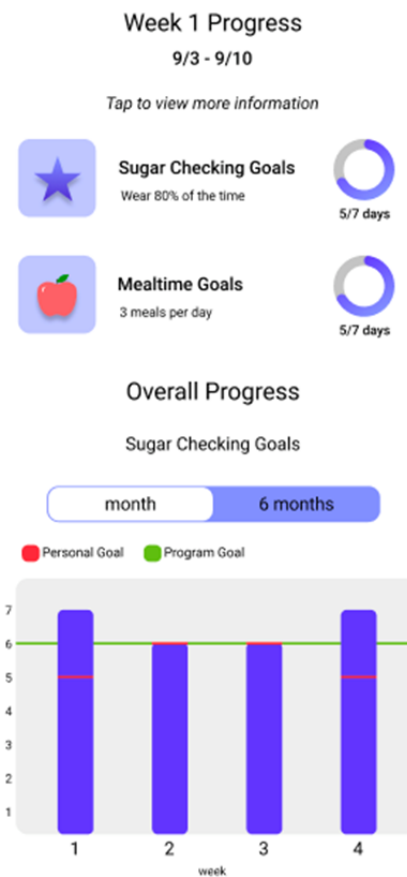 Week 1 Progress
9/3 - 9/10
Tap to view more information
Sugar Checking Goals
Wear 80% of the time
5/7 days
Mealtime Goals
3 meals per day
5/7 days
Overall Progress
Sugar Checking Goals
month 6 months
Personal Goal Program Goal
7
6
5
4
3
2
1
1 2 3 4
week